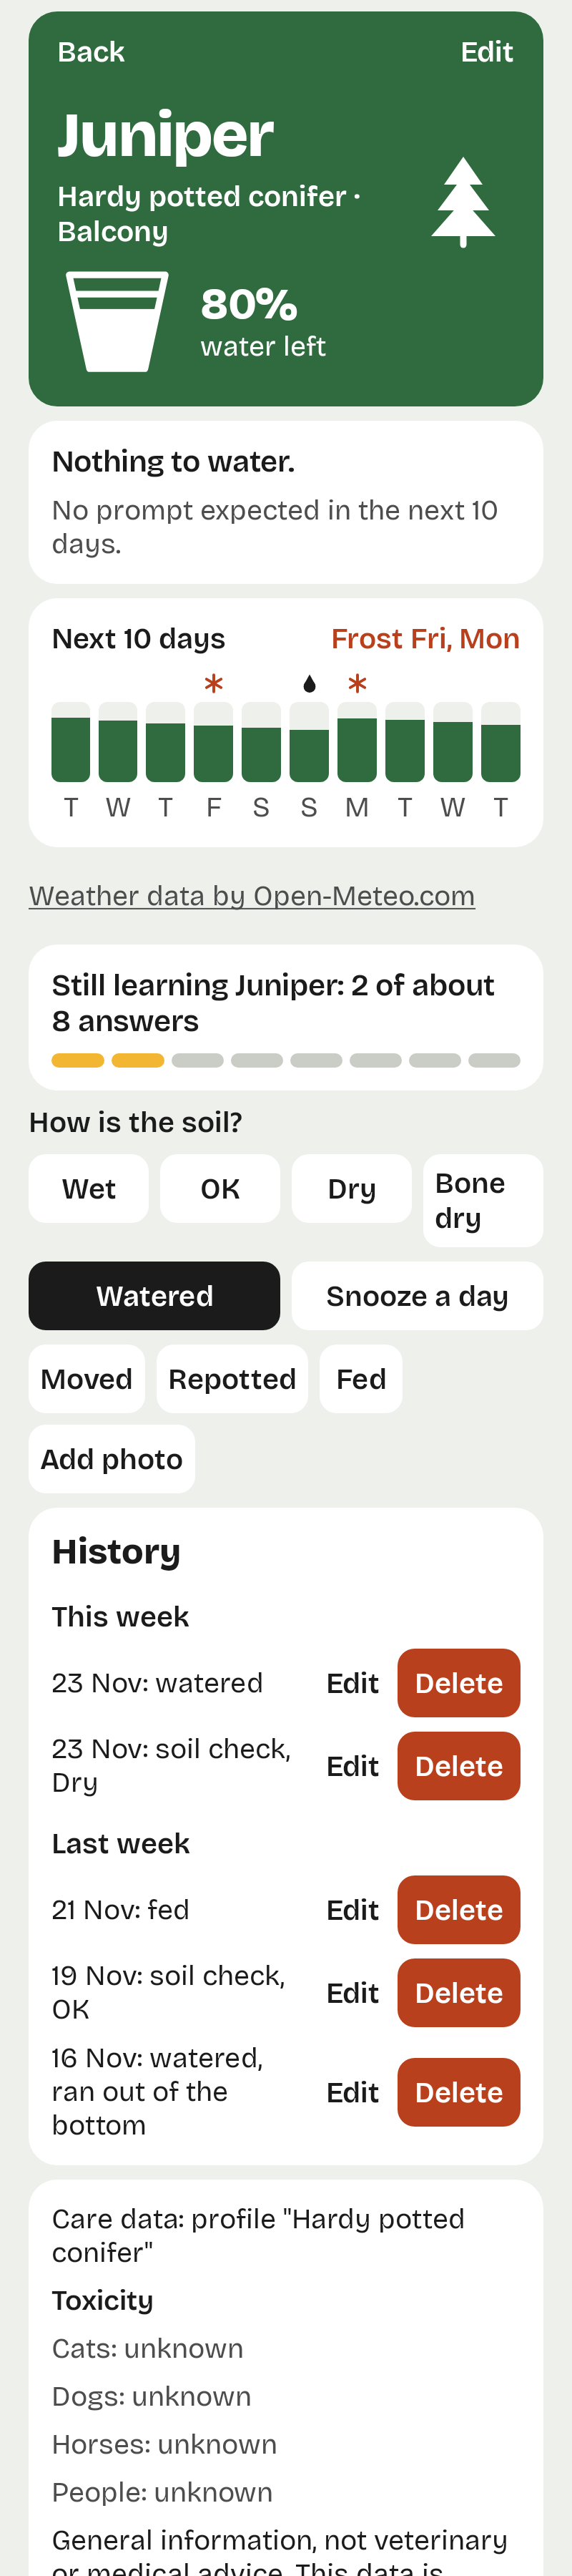 Back
Edit
Juniper
Hardy potted conifer ·
Balcony
80%
water left
Nothing to water.
No prompt expected in the next 10
days.
Next 10 days
Frost Fri, Mon
T W T F S S M T W T
Weather data by Open-Meteo.com
Still learning Juniper: 2 of about
8 answers
How is the soil?
Wet
OK
Dry
Bone
dry
Watered
Snooze a day
Moved
Repotted
Fed
Add photo
History
This week
23 Nov: watered
Edit
Delete
23 Nov: soil check,
Dry
Edit
Delete
Last week
21 Nov: fed
Edit
Delete
19 Nov: soil check,
OK
Edit
Delete
16 Nov: watered,
ran out of the
bottom
Edit
Delete
Care data: profile "Hardy potted
conifer"
Toxicity
Cats: unknown
Dogs: unknown
Horses: unknown
People: unknown
General information, not veterinary
or medical advice. This data is